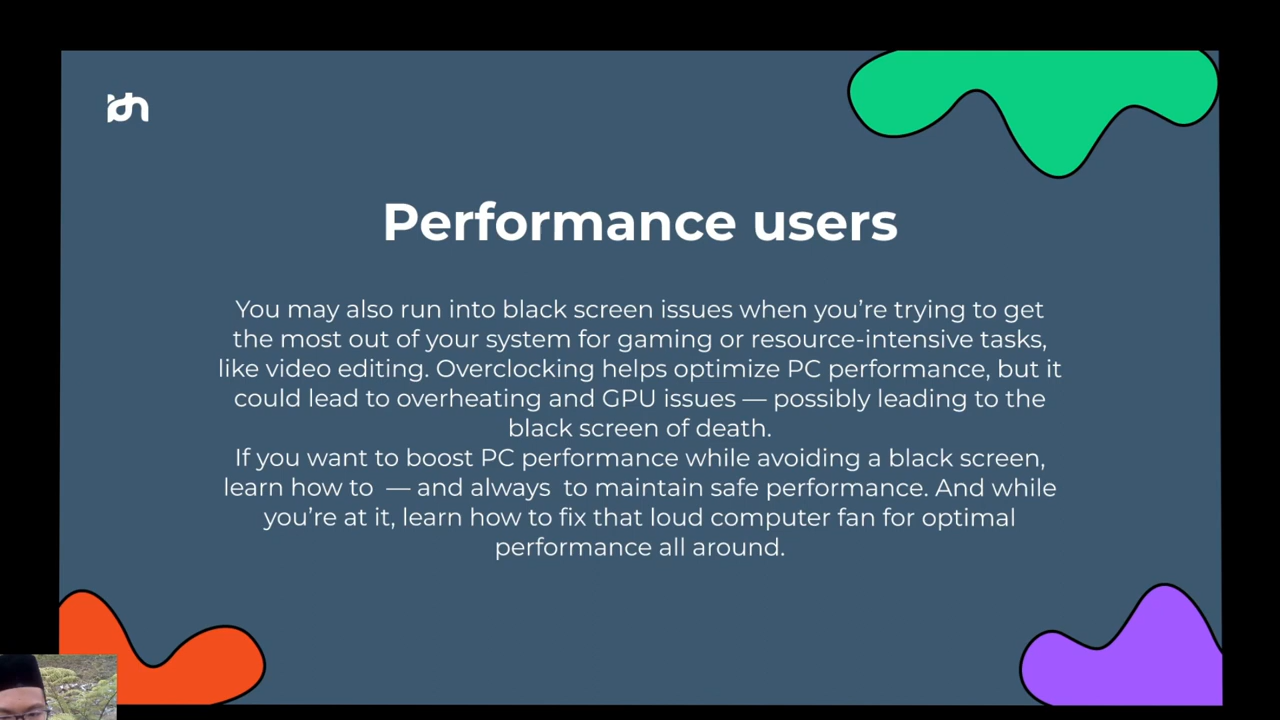 Performance users
You may also run into black screen issues when you're trying to get
the most out of your system for gaming or resource-intensive tasks,
like video editing. Overclocking helps optimize PC performance, but it
could lead to overheating and GPU issues — possibly leading to the
black screen of death.
If you want to boost PC performance while avoiding a black screen,
learn how to  — and always  to maintain safe performance. And while
you're at it, learn how to fix that loud computer fan for optimal
performance all around.